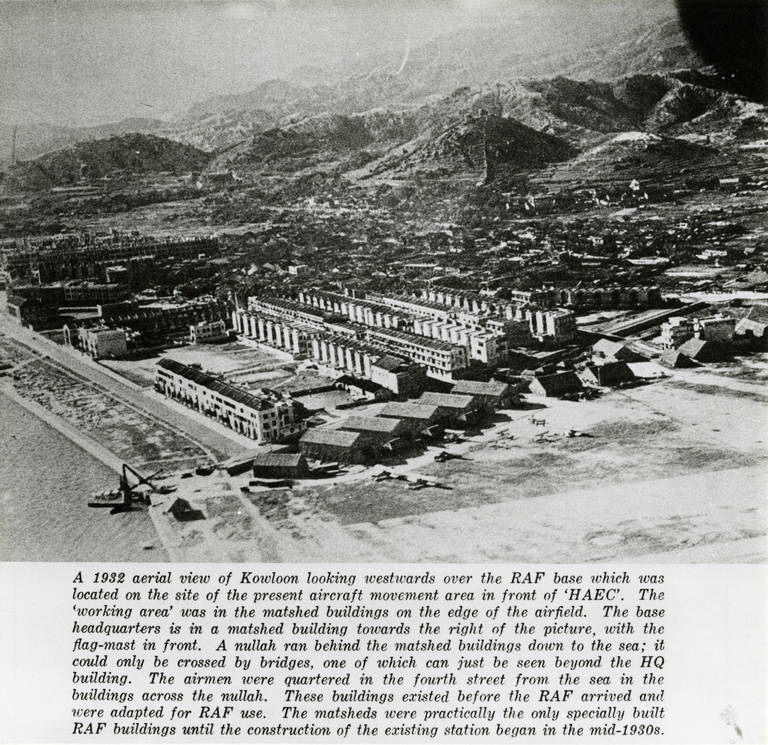 A 1932 aerial view of Kowloon looking westwards over the RAF base which was
located on the site of the present aircraft movement area in front of ‘HAEC’. The
‘working area’ was in the matshed buildings on the edge of the airfield. The base
headquarters is in a matshed building towards the right of the picture, with the
flag-mast in front. A nullah ran behind the matshed buildings down to the sea; it
could only be crossed by bridges, one of which can just be seen beyond the HQ
building. The airmen were quartered in the fourth street from the sea in the
buildings across the nullah. These buildings existed before the RAF arrived and
were adapted for RAF use. The matsheds were practically the only specially built
RAF buildings until the construction of the existing station began in the mid-1930s.